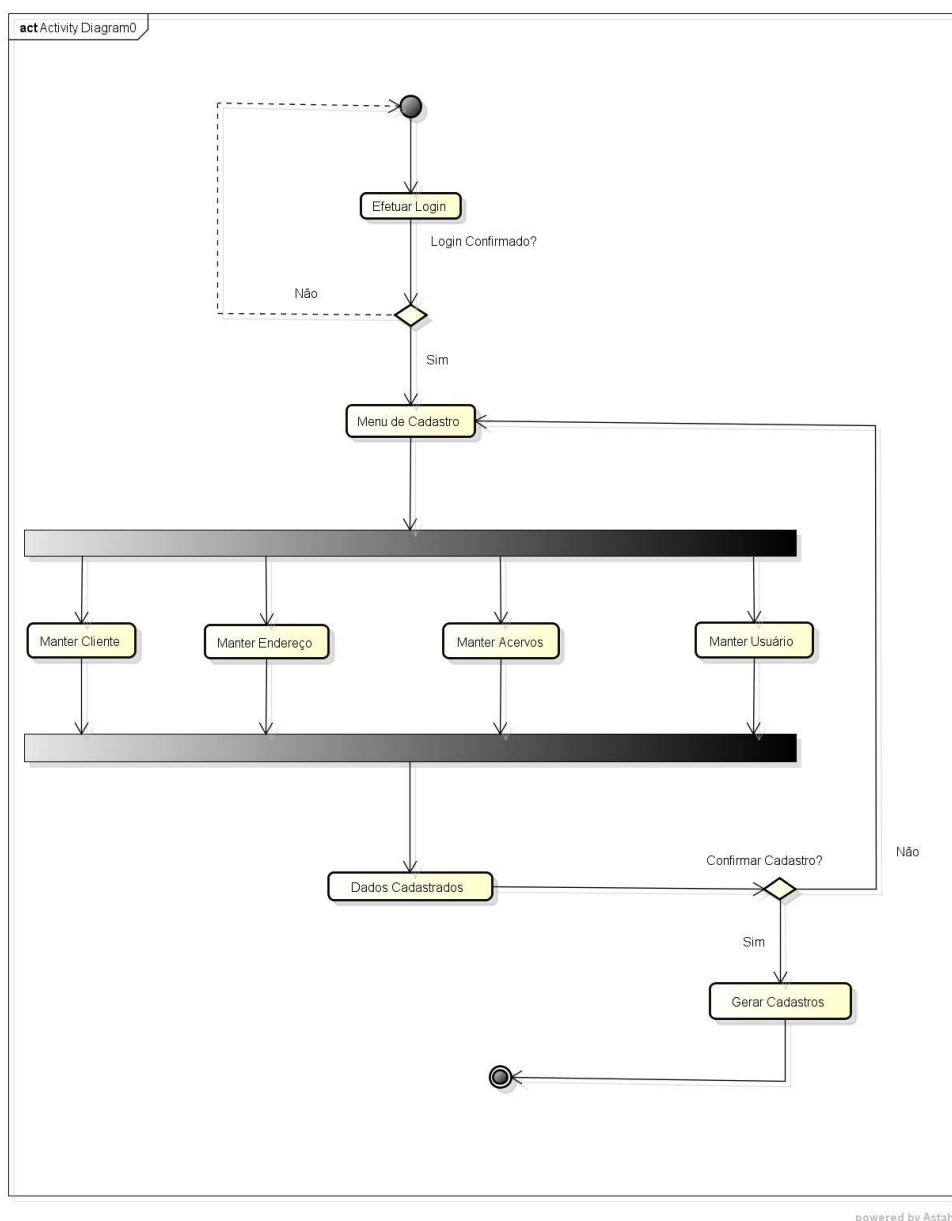 act Activity Diagram0
Efetuar Login
Login Confirmado?
Não
Sim
Menu de Cadastro
Manter Cliente
Manter Endereço
Manter Acervos
Manter Usuário
Confirmar Cadastro?
Não
Dados Cadastrados
Sim
Gerar Cadastros
powered by Astah